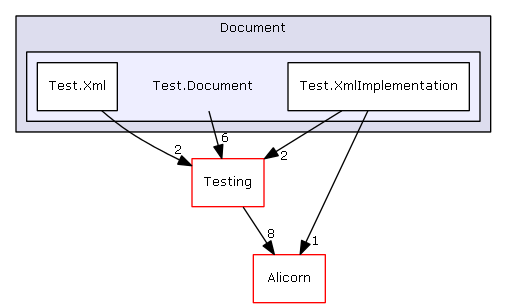 Document
Test.Xml
Test.Document
Test.XmlImplementation
2
6
2
Testing
8
1
Alicorn